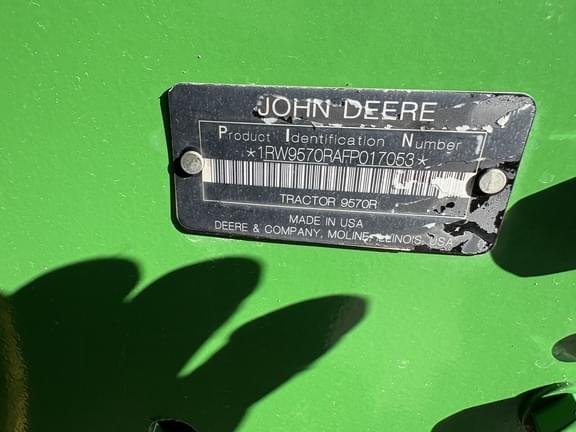 JOHN DEERE
Product Identification Number
*1RW9570RAFP017053*
TRACTOR 9570R
MADE IN USA
DEERE & COMPANY, MOLINE, ILLINOIS, USA